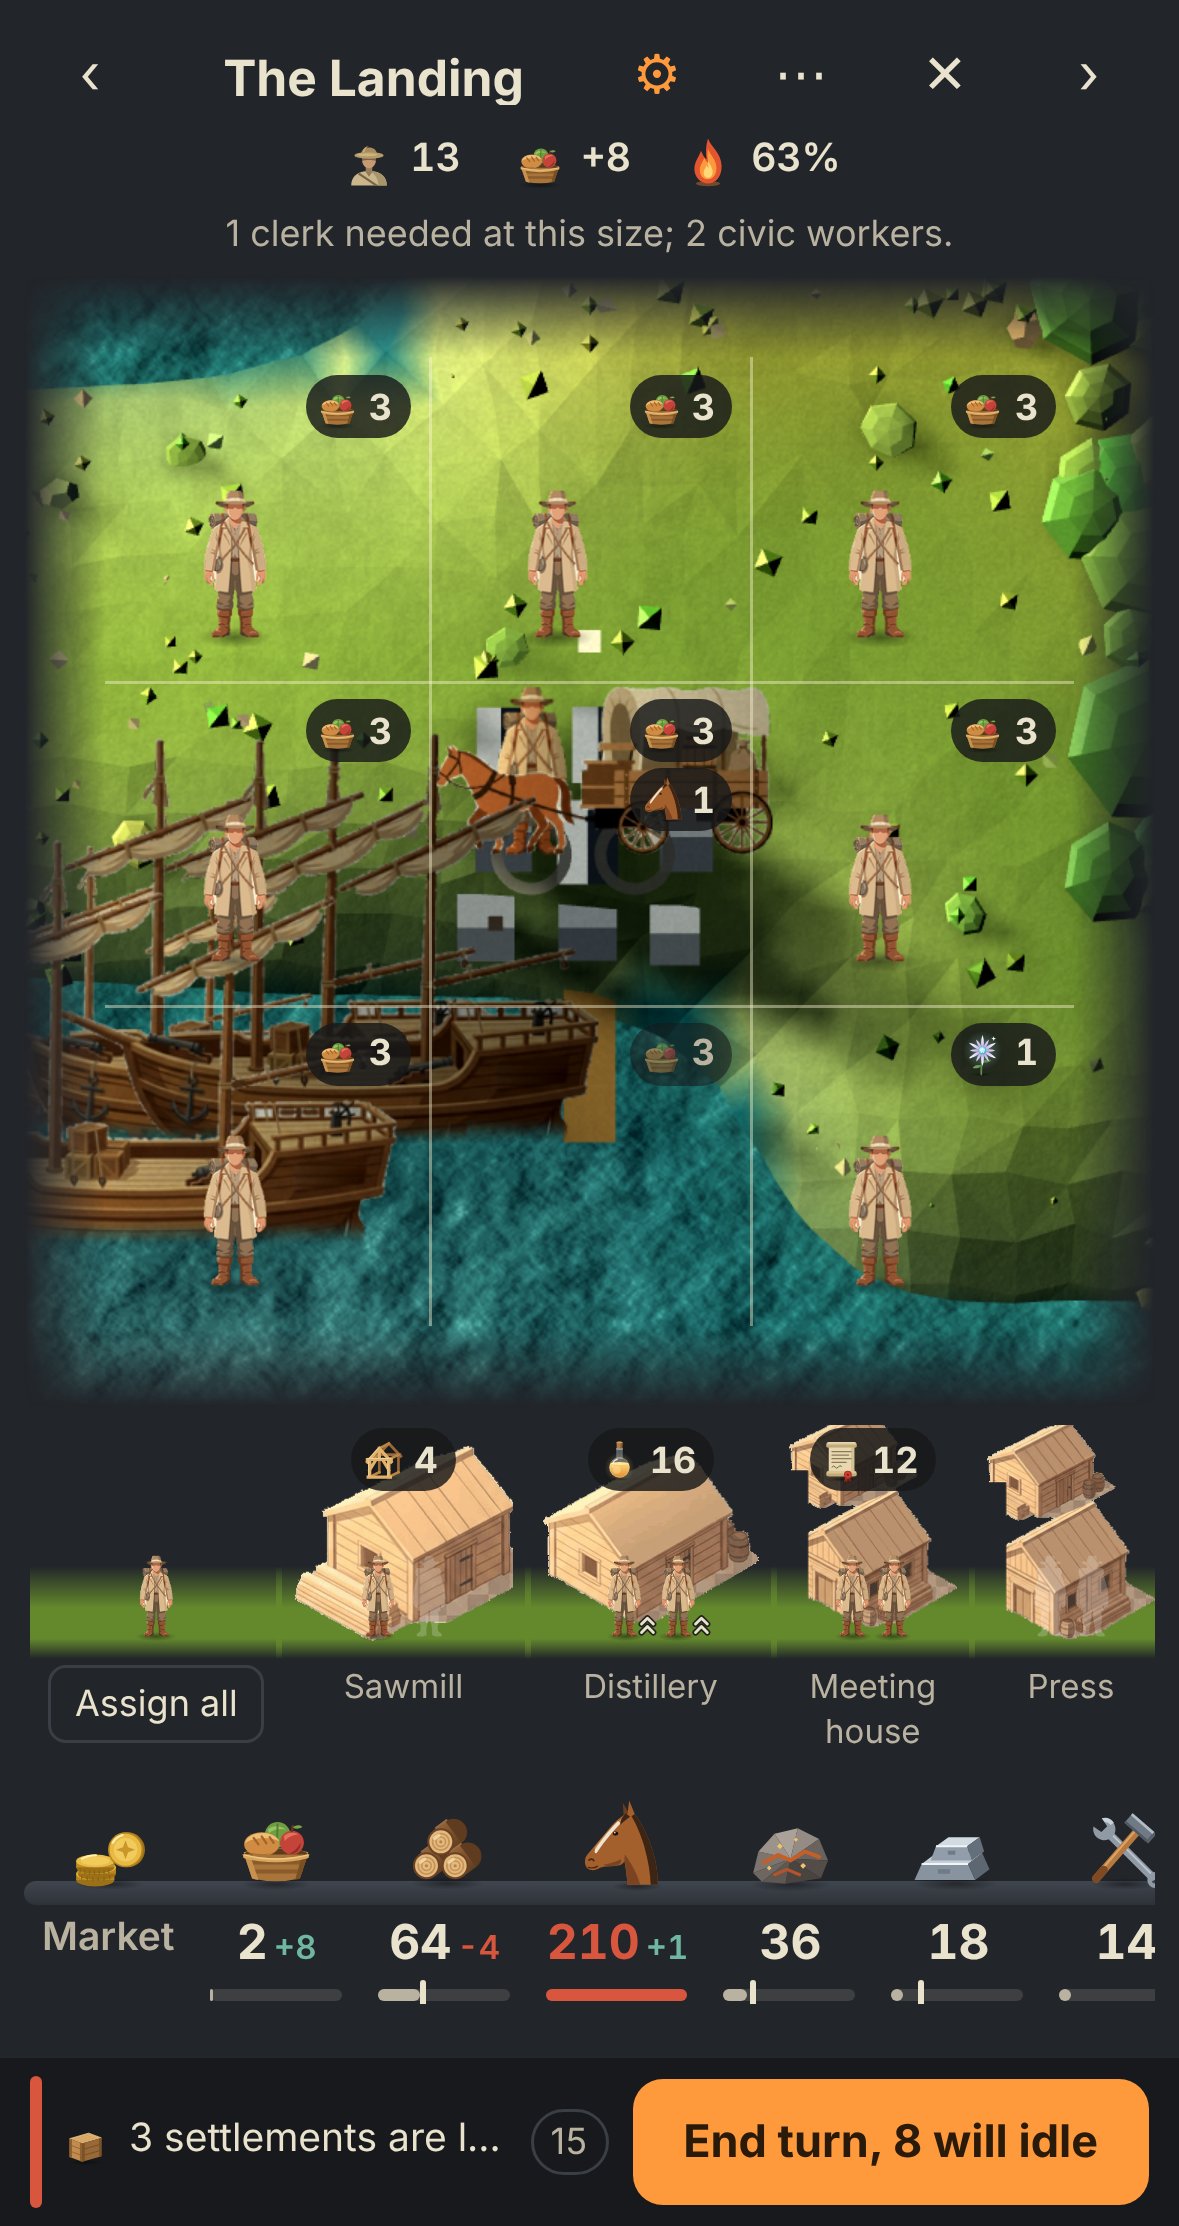 The Landing
13 +8 63%
1 clerk needed at this size; 2 civic workers.
3 3 3
3 3 3
1
3 3 1
4 16 12
Assign all Sawmill Distillery Meeting house Press
Market 2 +8 64 -4 210 +1 36 18 14
3 settlements are l... 15 End turn, 8 will idle